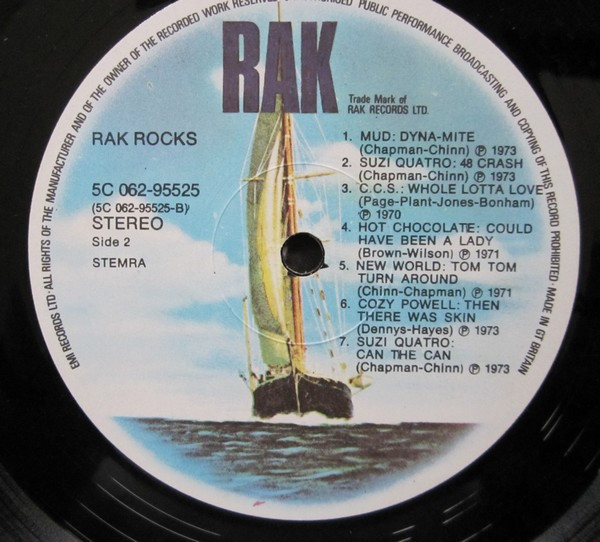 EMI RECORDS LTD·ALL RIGHTS OF THE MANUFACTURER AND OF THE OWNER OF THE RECORDED WORK PUBLIC PERFORMANCE BROADCASTING AND COPYING OF THIS RECORD PROHIBITED·MADE IN GT BRITAIN
RAK
Trade Mark of
RAK RECORDS LTD.
RAK ROCKS
5C 062-95525
(5C 062-95525-B)
STEREO
Side 2
STEMRA
1. MUD: DYNA-MITE
(Chapman-Chinn) ℗ 1973
2. SUZI QUATRO: 48 CRASH
(Chapman-Chinn) ℗ 1973
3. C.C.S.: WHOLE LOTTA LOVE
(Page-Plant-Jones-Bonham)
℗ 1970
4. HOT CHOCOLATE: COULD
HAVE BEEN A LADY
(Brown-Wilson) ℗ 1971
5. NEW WORLD: TOM TOM
TURN AROUND
(Chinn-Chapman) ℗ 1971
6. COZY POWELL: THEN
THERE WAS SKIN
(Dennys-Hayes) ℗ 1973
7. SUZI QUATRO:
CAN THE CAN
(Chapman-Chinn) ℗ 1973